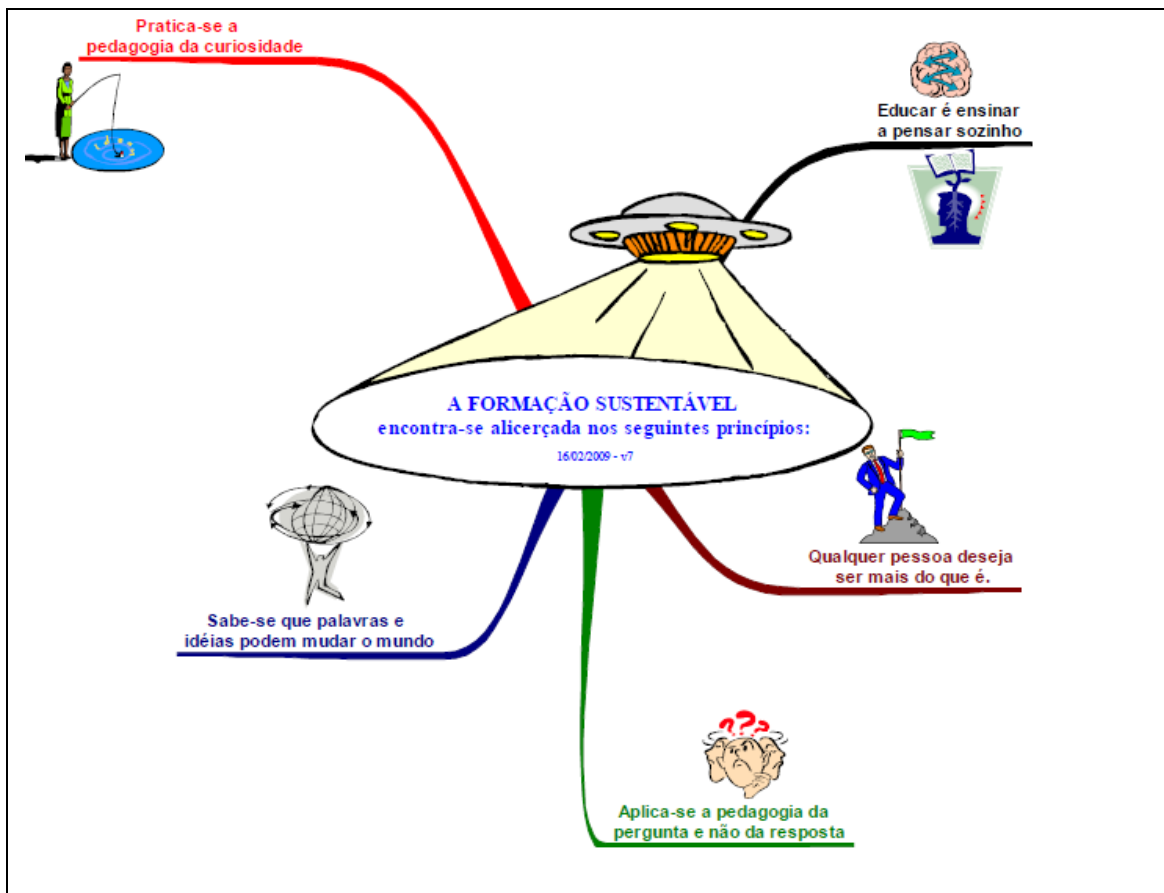 Pratica-se a
pedagogia da curiosidade
Educar é ensinar
a pensar sozinho
A FORMAÇÃO SUSTENTÁVEL
encontra-se alicerçada nos seguintes princípios:
16/02/2009 - v7
Qualquer pessoa deseja
ser mais do que é.
Sabe-se que palavras e
idéias podem mudar o mundo
???
Aplica-se a pedagogia da
pergunta e não da resposta